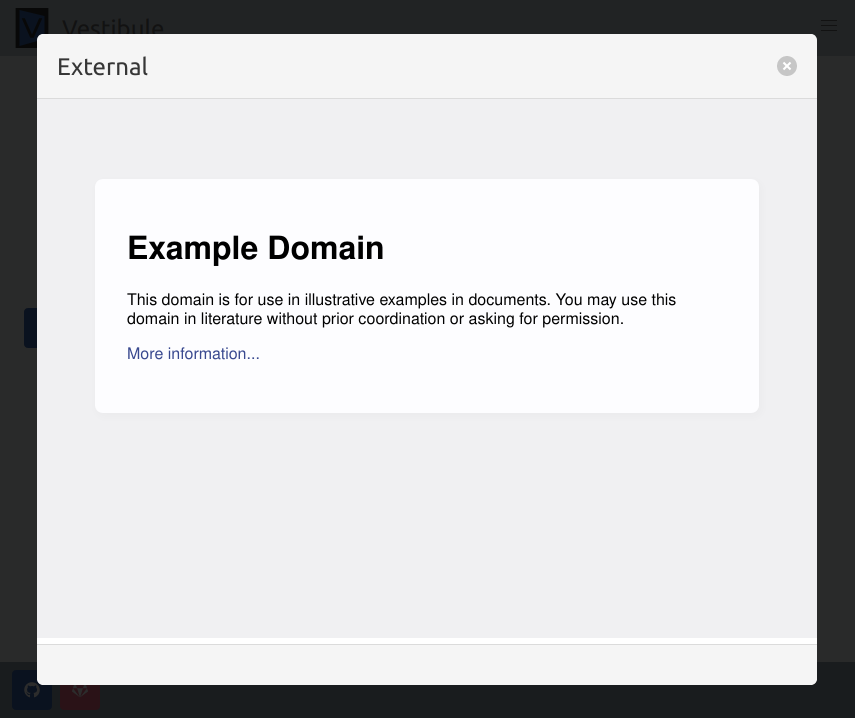 Vestibule
External
Example Domain
This domain is for use in illustrative examples in documents. You may use this
domain in literature without prior coordination or asking for permission.
More information...